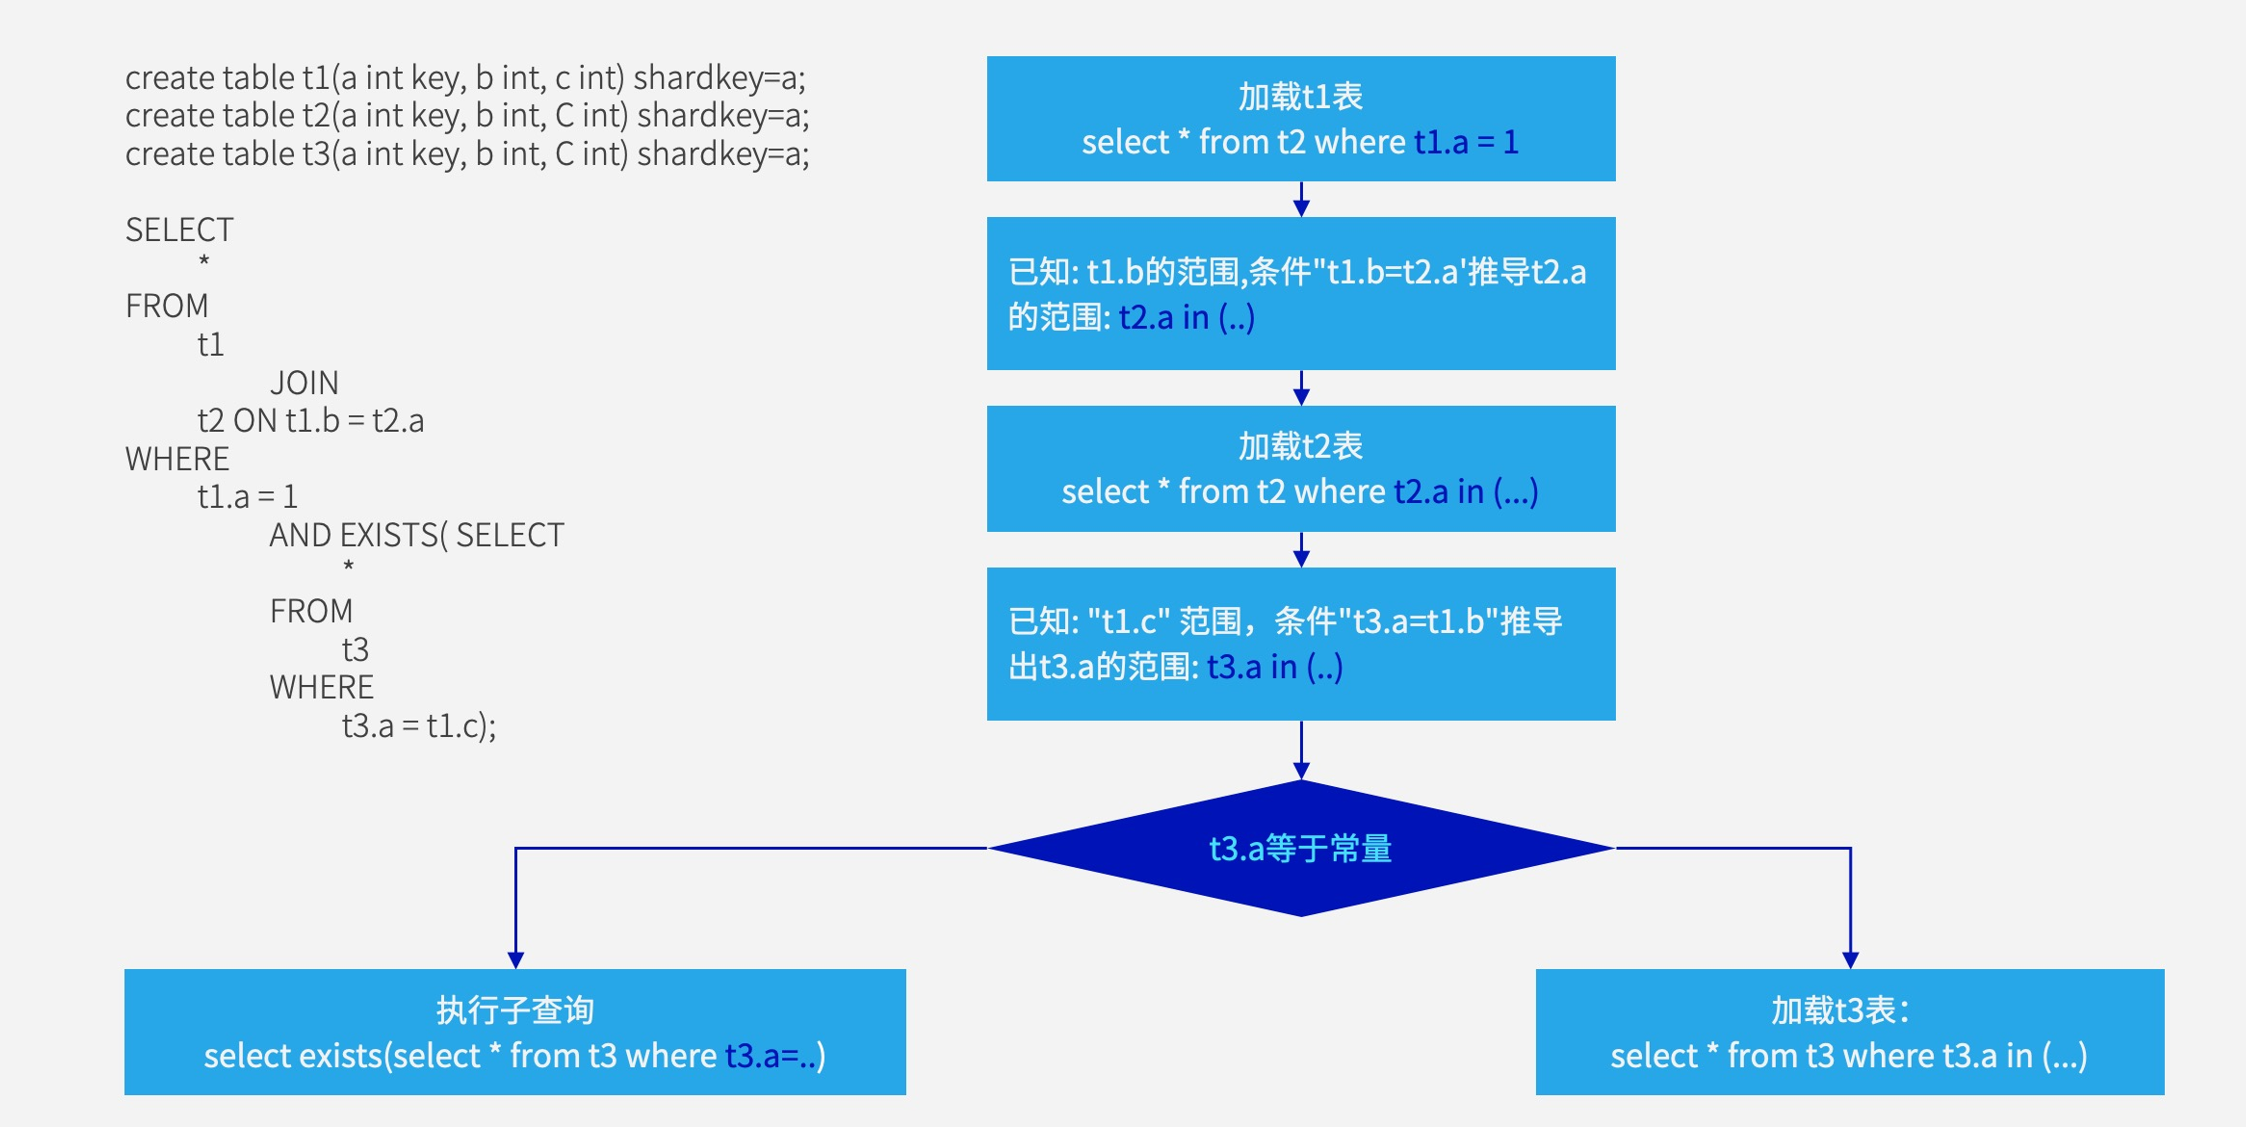 create table t1(a int key, b int, c int) shardkey=a;
create table t2(a int key, b int, C int) shardkey=a;
create table t3(a int key, b int, C int) shardkey=a;
SELECT
*
FROM
t1
JOIN
t2 ON t1.b = t2.a
WHERE
t1.a = 1
AND EXISTS( SELECT
*
FROM
t3
WHERE
t3.a = t1.c);
加载t1表
select * from t2 where t1.a = 1
已知: t1.b的范围,条件"t1.b=t2.a'推导t2.a
的范围: t2.a in (..)
加载t2表
select * from t2 where t2.a in (...)
已知: "t1.c" 范围，条件"t3.a=t1.b"推导
出t3.a的范围: t3.a in (..)
t3.a等于常量
执行子查询
select exists(select * from t3 where t3.a=..)
加载t3表：
select * from t3 where t3.a in (...)